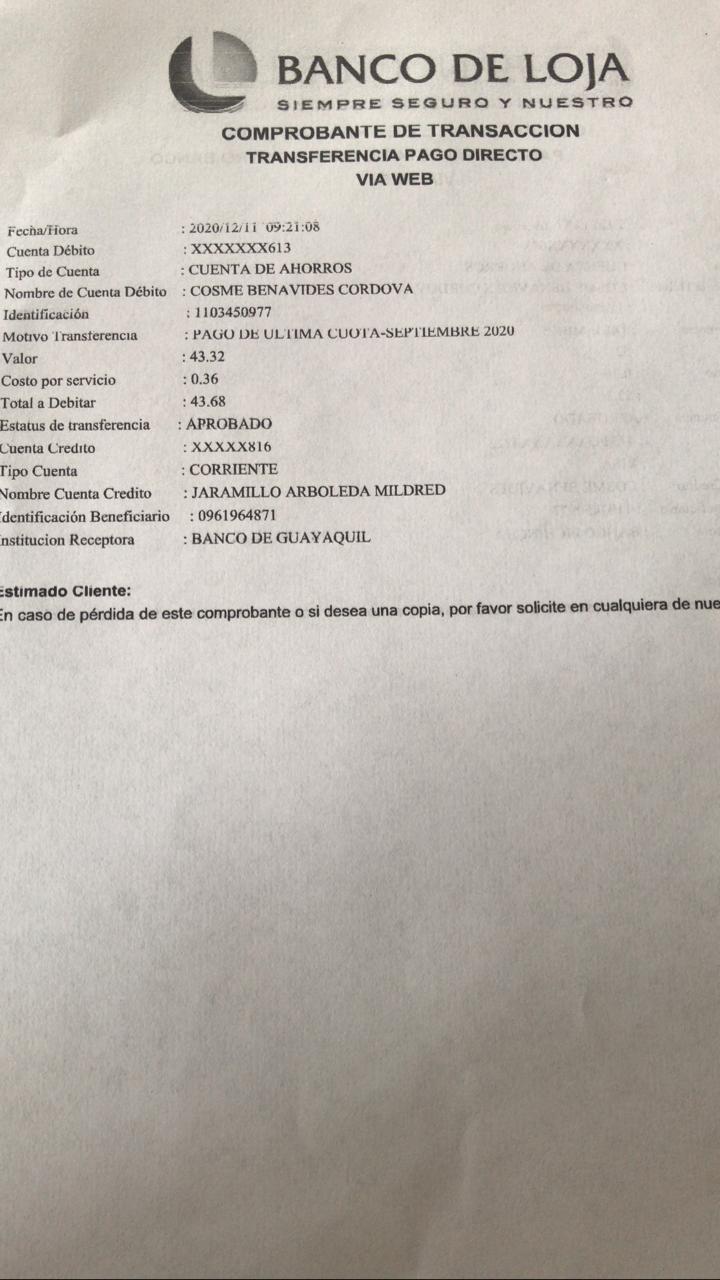 BANCO DE LOJA
SIEMPRE SEGURO Y NUESTRO
COMPROBANTE DE TRANSACCION
TRANSFERENCIA PAGO DIRECTO
VIA WEB
Fecha/Hora : 2020/12/11 09:21:08
Cuenta Débito : XXXXXXX613
Tipo de Cuenta : CUENTA DE AHORROS
Nombre de Cuenta Débito : COSME BENAVIDES CORDOVA
Identificación : 1103450977
Motivo Transferencia : PAGO DE ULTIMA CUOTA-SEPTIEMBRE 2020
Valor : 43.32
Costo por servicio : 0.36
Total a Debitar : 43.68
Estatus de transferencia : APROBADO
Cuenta Credito : XXXXX816
Tipo Cuenta : CORRIENTE
Nombre Cuenta Credito : JARAMILLO ARBOLEDA MILDRED
Identificación Beneficiario : 0961964871
Institucion Receptora : BANCO DE GUAYAQUIL
Estimado Cliente:
En caso de pérdida de este comprobante o si desea una copia, por favor solicite en cualquiera de nue